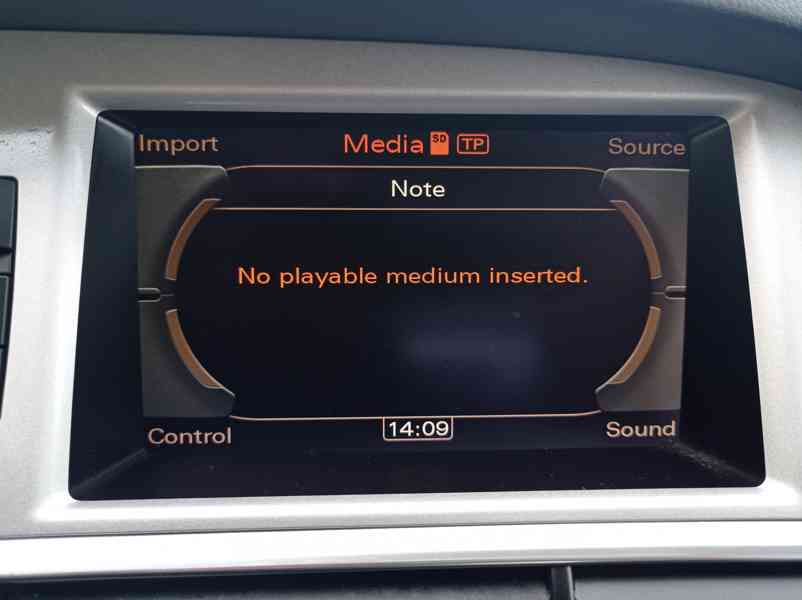 Import Media SD TP Source
Note
No playable medium inserted.
Control 14:09 Sound